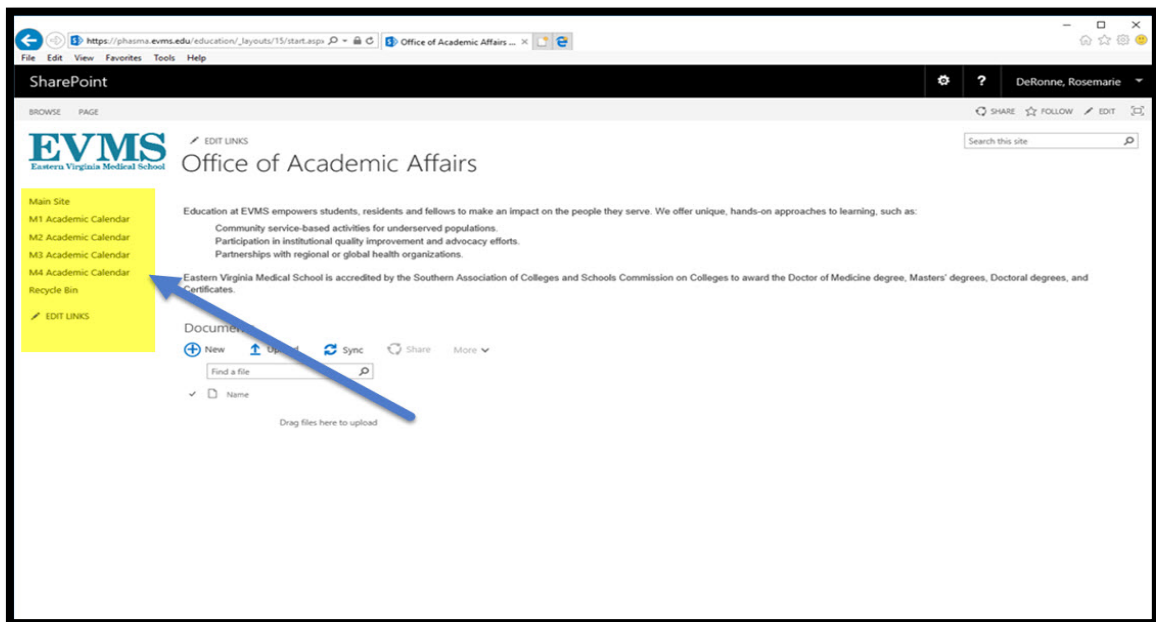 https://phasma.evms.edu/education/_layouts/15/start.aspx
Office of Academic Affairs ...
File Edit View Favorites Tools Help
SharePoint
? DeRonne, Rosemarie
BROWSE PAGE
SHARE FOLLOW EDIT
EVMS
Eastern Virginia Medical School
EDIT LINKS
Office of Academic Affairs
Search this site
Main Site
M1 Academic Calendar
M2 Academic Calendar
M3 Academic Calendar
M4 Academic Calendar
Recycle Bin
EDIT LINKS
Education at EVMS empowers students, residents and fellows to make an impact on the people they serve. We offer unique, hands-on approaches to learning, such as:
Community service-based activities for underserved populations.
Participation in institutional quality improvement and advocacy efforts.
Partnerships with regional or global health organizations.
Eastern Virginia Medical School is accredited by the Southern Association of Colleges and Schools Commission on Colleges to award the Doctor of Medicine degree, Masters' degrees, Doctoral degrees, and
Certificates.
Documents
New Upload Sync Share More
Find a file
Name
Drag files here to upload